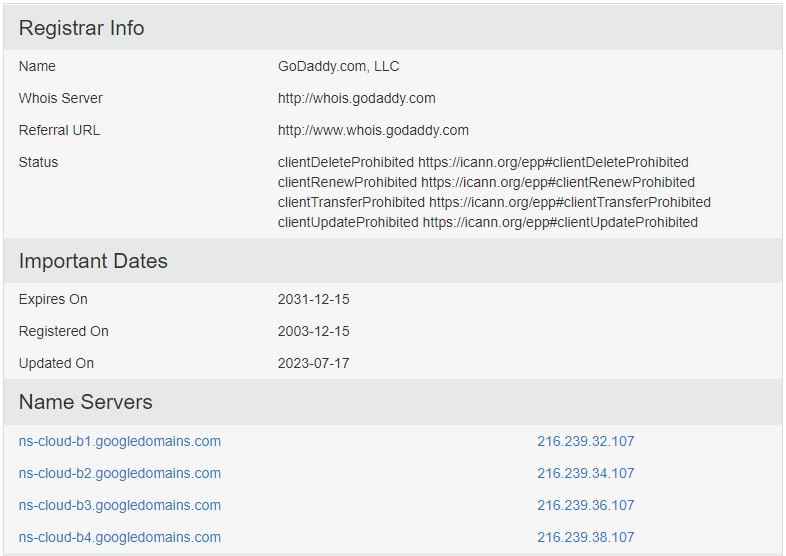 Registrar Info
Name GoDaddy.com, LLC
Whois Server http://whois.godaddy.com
Referral URL http://www.whois.godaddy.com
Status clientDeleteProhibited https://icann.org/epp#clientDeleteProhibited
clientRenewProhibited https://icann.org/epp#clientRenewProhibited
clientTransferProhibited https://icann.org/epp#clientTransferProhibited
clientUpdateProhibited https://icann.org/epp#clientUpdateProhibited
Important Dates
Expires On 2031-12-15
Registered On 2003-12-15
Updated On 2023-07-17
Name Servers
ns-cloud-b1.googledomains.com 216.239.32.107
ns-cloud-b2.googledomains.com 216.239.34.107
ns-cloud-b3.googledomains.com 216.239.36.107
ns-cloud-b4.googledomains.com 216.239.38.107